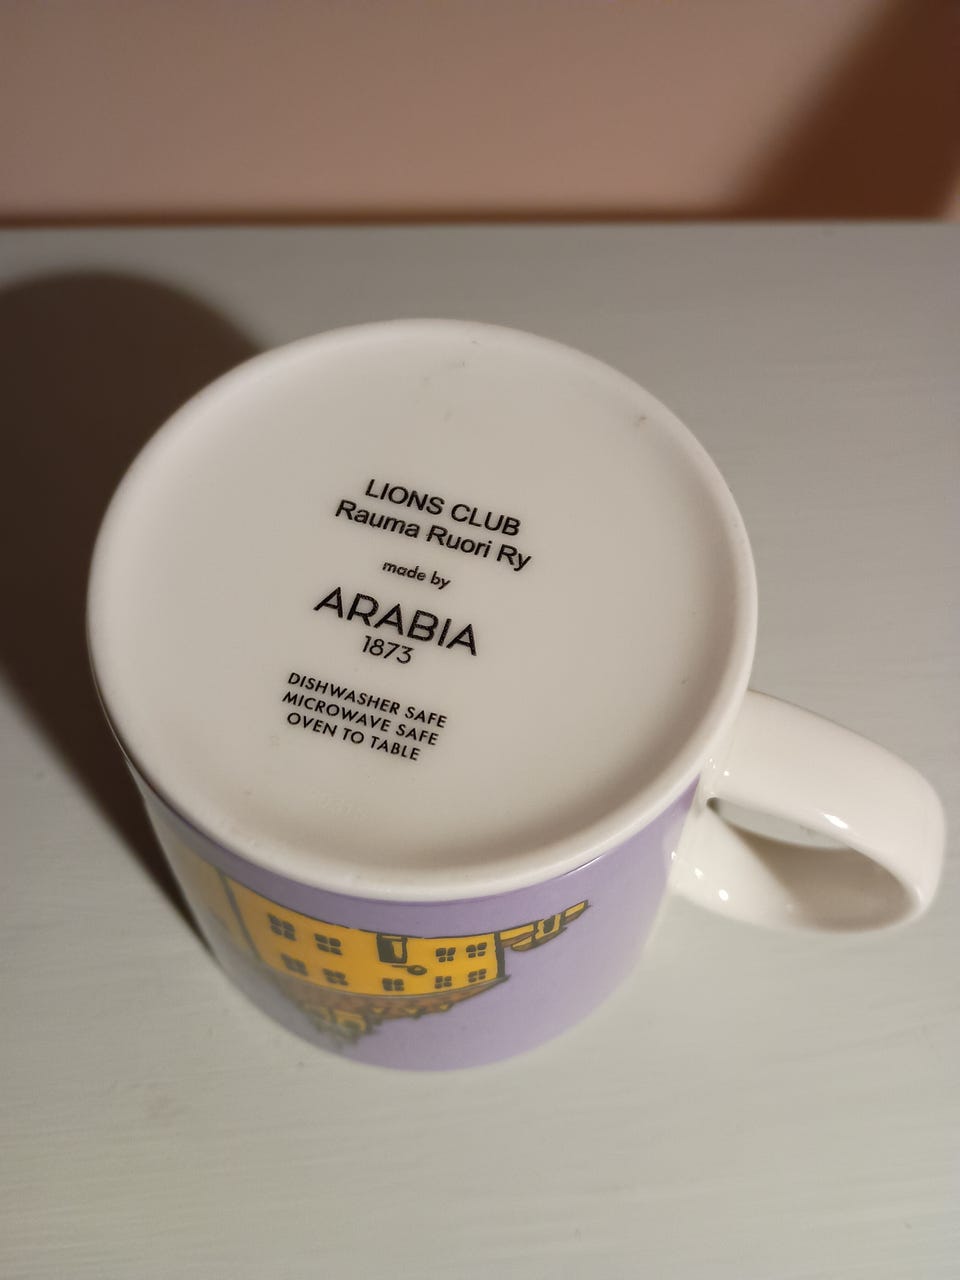 LIONS CLUB
Rauma Ruori Ry
made by
ARABIA
1873
DISHWASHER SAFE
MICROWAVE SAFE
OVEN TO TABLE